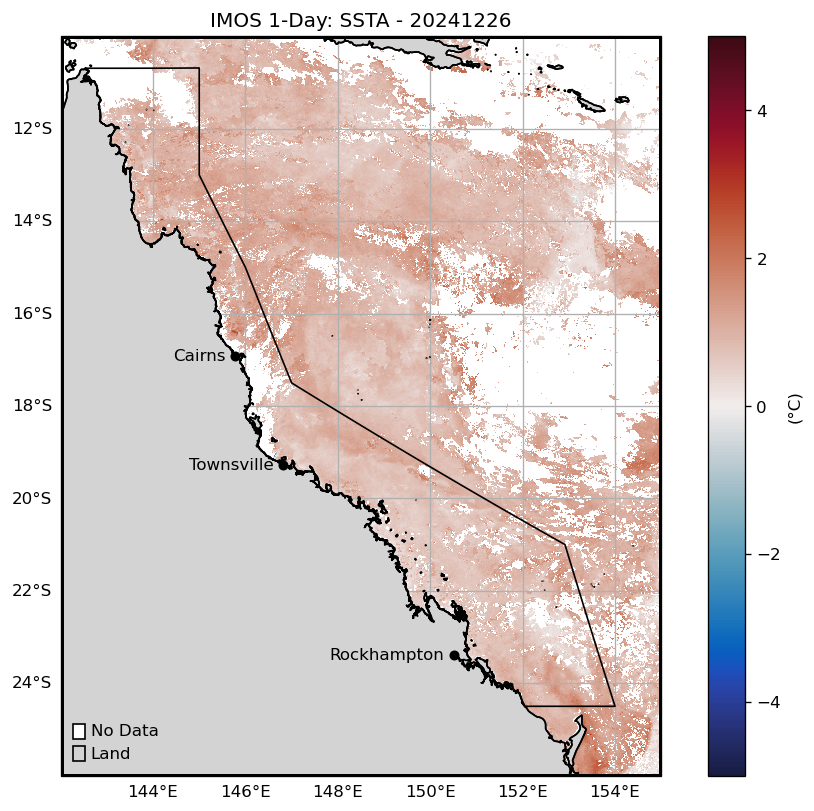 IMOS 1-Day: SSTA - 20241226
12°S
14°S
16°S
18°S
20°S
22°S
24°S
Cairns
Townsville
Rockhampton
No Data
Land
144°E
146°E
148°E
150°E
152°E
154°E
4
2
0
−2
−4
(°C)